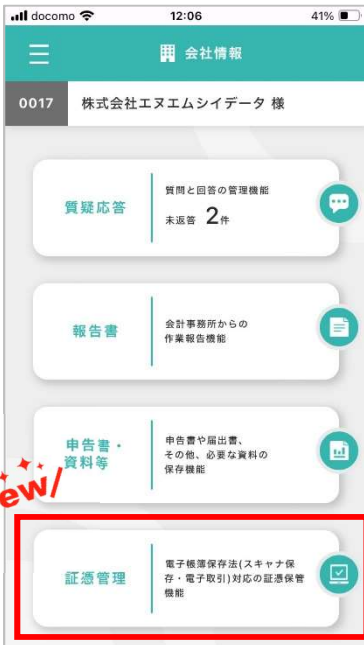 docomo 12:06 41%
会社情報
0017 株式会社エヌエムシイデータ 様
質疑応答
質問と回答の管理機能
未返答 2件
報告書
会計事務所からの
作業報告機能
申告書・
資料等
申告書や届出書、
その他、必要な資料の
保存機能
ew/
証憑管理
電子帳簿保存法(スキャナ保
存・電子取引)対応の証憑保管
機能